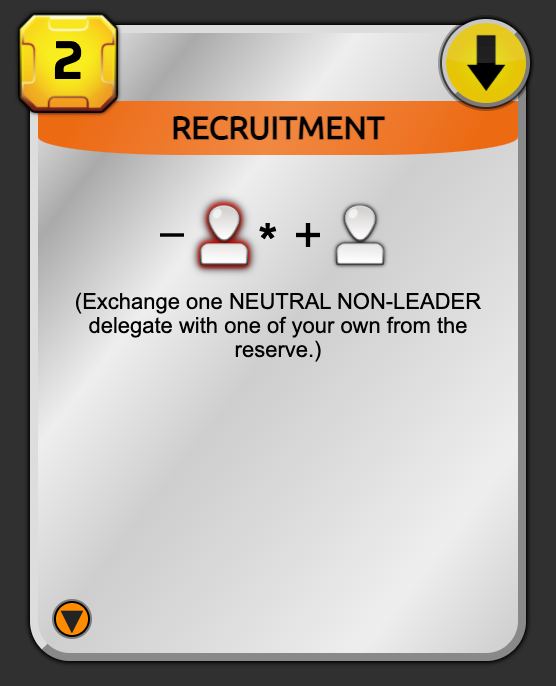 2
RECRUITMENT
− * +
(Exchange one NEUTRAL NON-LEADER
delegate with one of your own from the
reserve.)